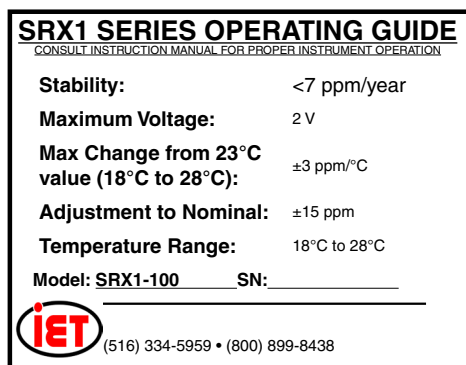 SRX1 SERIES OPERATING GUIDE
CONSULT INSTRUCTION MANUAL FOR PROPER INSTRUMENT OPERATION
Stability: <7 ppm/year
Maximum Voltage: 2 V
Max Change from 23°C
value (18°C to 28°C): ±3 ppm/°C
Adjustment to Nominal: ±15 ppm
Temperature Range: 18°C to 28°C
Model: SRX1-100 SN:
iET
(516) 334-5959 • (800) 899-8438